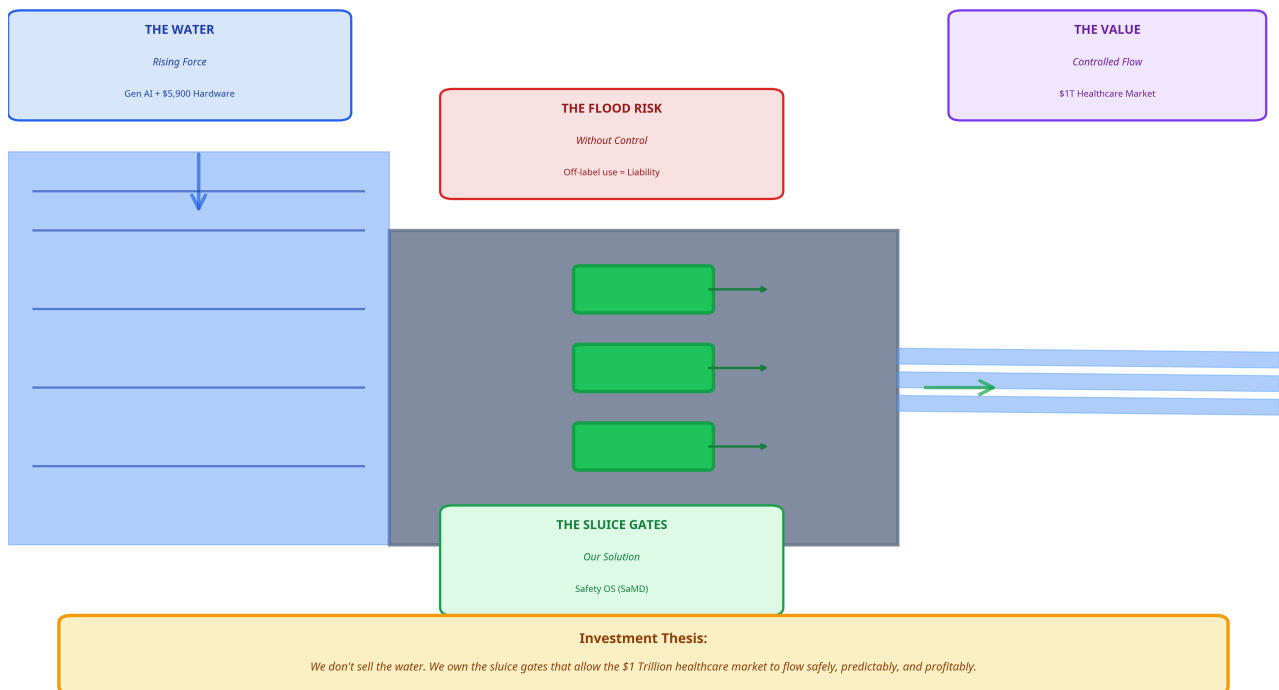 THE WATER
Rising Force
Gen AI + $5,900 Hardware
THE VALUE
Controlled Flow
$1T Healthcare Market
THE FLOOD RISK
Without Control
Off-label use = Liability
THE SLUICE GATES
Our Solution
Safety OS (SaMD)
Investment Thesis:
We don't sell the water. We own the sluice gates that allow the $1 Trillion healthcare market to flow safely, predictably, and profitably.